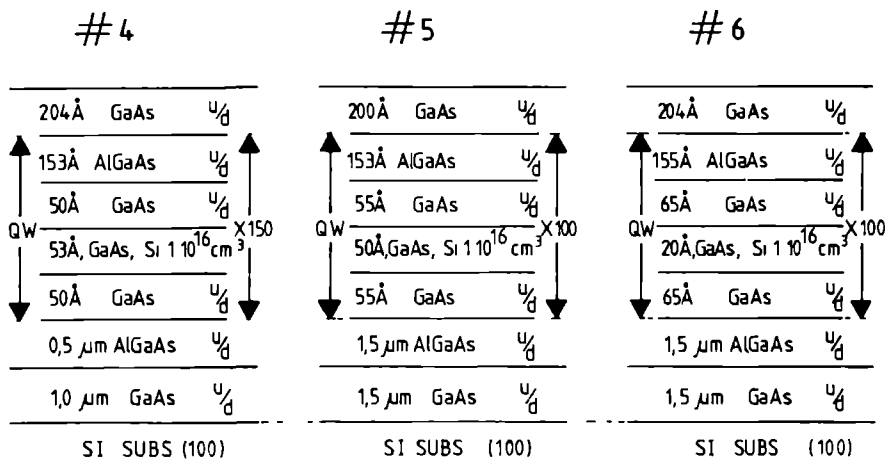 #4 #5 #6
204Å GaAs u/d 200Å GaAs u/d 204Å GaAs u/d
153Å AlGaAs u/d 153Å AlGaAs u/d 155Å AlGaAs u/d
50Å GaAs u/d 55Å GaAs u/d 65Å GaAs u/d
QW 53Å, GaAs, Si 1 10^16 cm^3 X150 QW 50Å, GaAs, Si 1 10^16 cm^3 X100 QW 20Å, GaAs, Si 1 10^16 cm^3 X100
50Å GaAs u/d 55Å GaAs u/d 65Å GaAs u/d
0,5 µm AlGaAs u/d 1,5 µm AlGaAs u/d 1,5 µm AlGaAs u/d
1,0 µm GaAs u/d 1,5 µm GaAs u/d 1,5 µm GaAs u/d
SI SUBS (100) SI SUBS (100) SI SUBS (100)